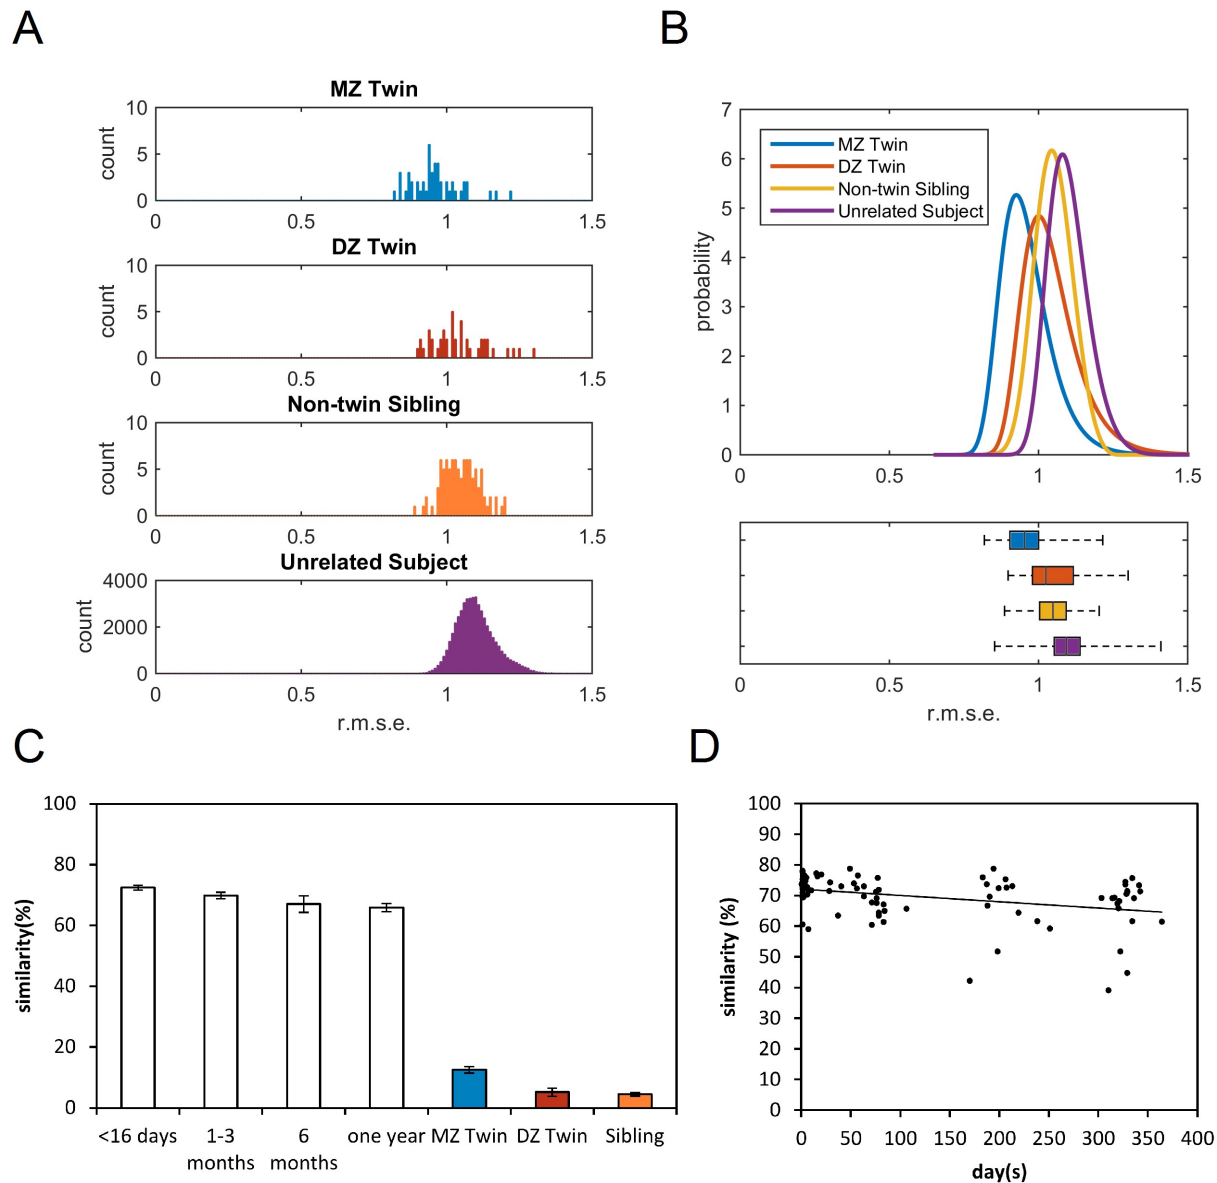 A
MZ Twin
10
5
0
count
0 0.5 1 1.5
DZ Twin
10
5
0
count
0 0.5 1 1.5
Non-twin Sibling
10
5
0
count
0 0.5 1 1.5
Unrelated Subject
4000
2000
0
count
0 0.5 1 1.5
r.m.s.e.
B
7
6
5
4
3
2
1
0
probability
MZ Twin
DZ Twin
Non-twin Sibling
Unrelated Subject
0 0.5 1 1.5
0 0.5 1 1.5
r.m.s.e.
C
100
80
60
40
20
0
similarity(%)
<16 days 1-3 6 one year MZ Twin DZ Twin Sibling
months months
D
100
90
80
70
60
50
40
30
20
10
0
similarity (%)
0 50 100 150 200 250 300 350 400
day(s)